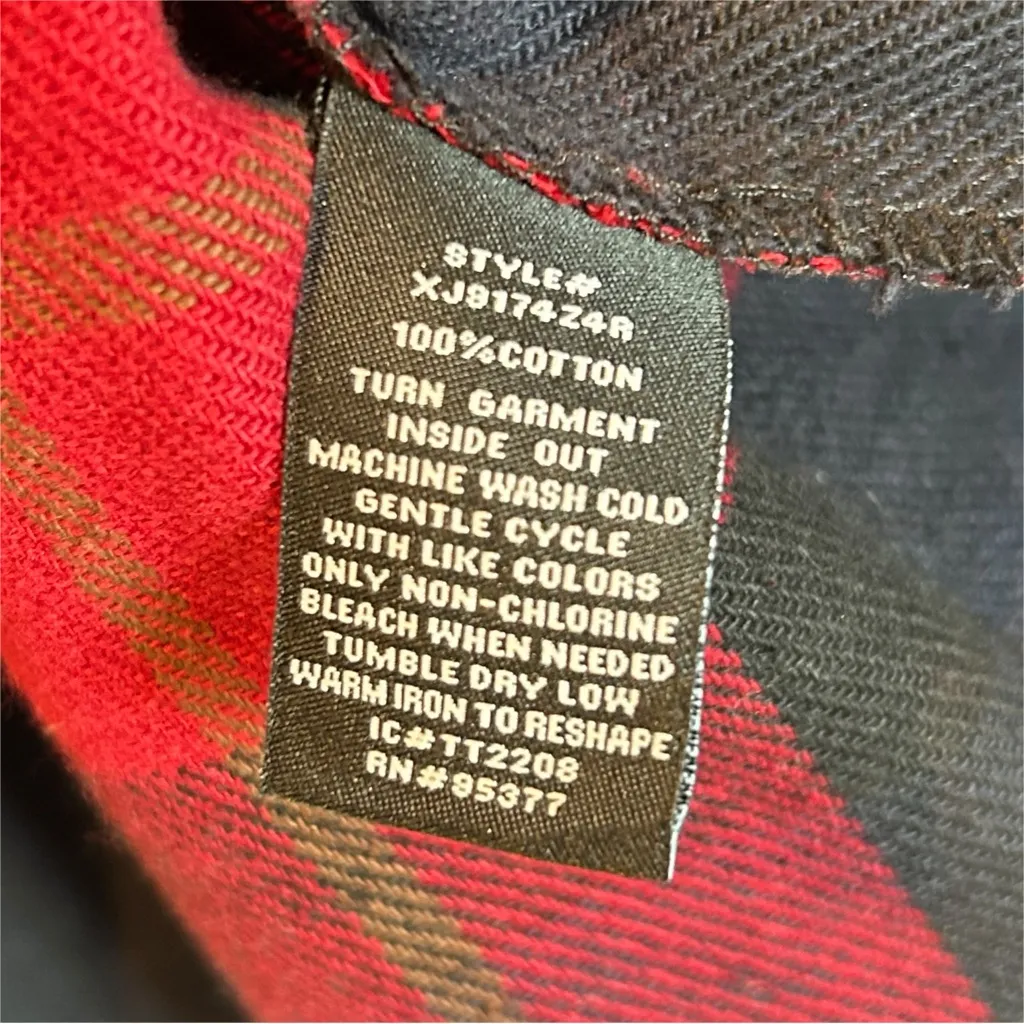 STYLE#
XJ9174Z4R
100%COTTON
TURN GARMENT
INSIDE OUT
MACHINE WASH COLD
GENTLE CYCLE
WITH LIKE COLORS
ONLY NON-CHLORINE
BLEACH WHEN NEEDED
TUMBLE DRY LOW
WARM IRON TO RESHAPE
IC#TT2208
RN#95377